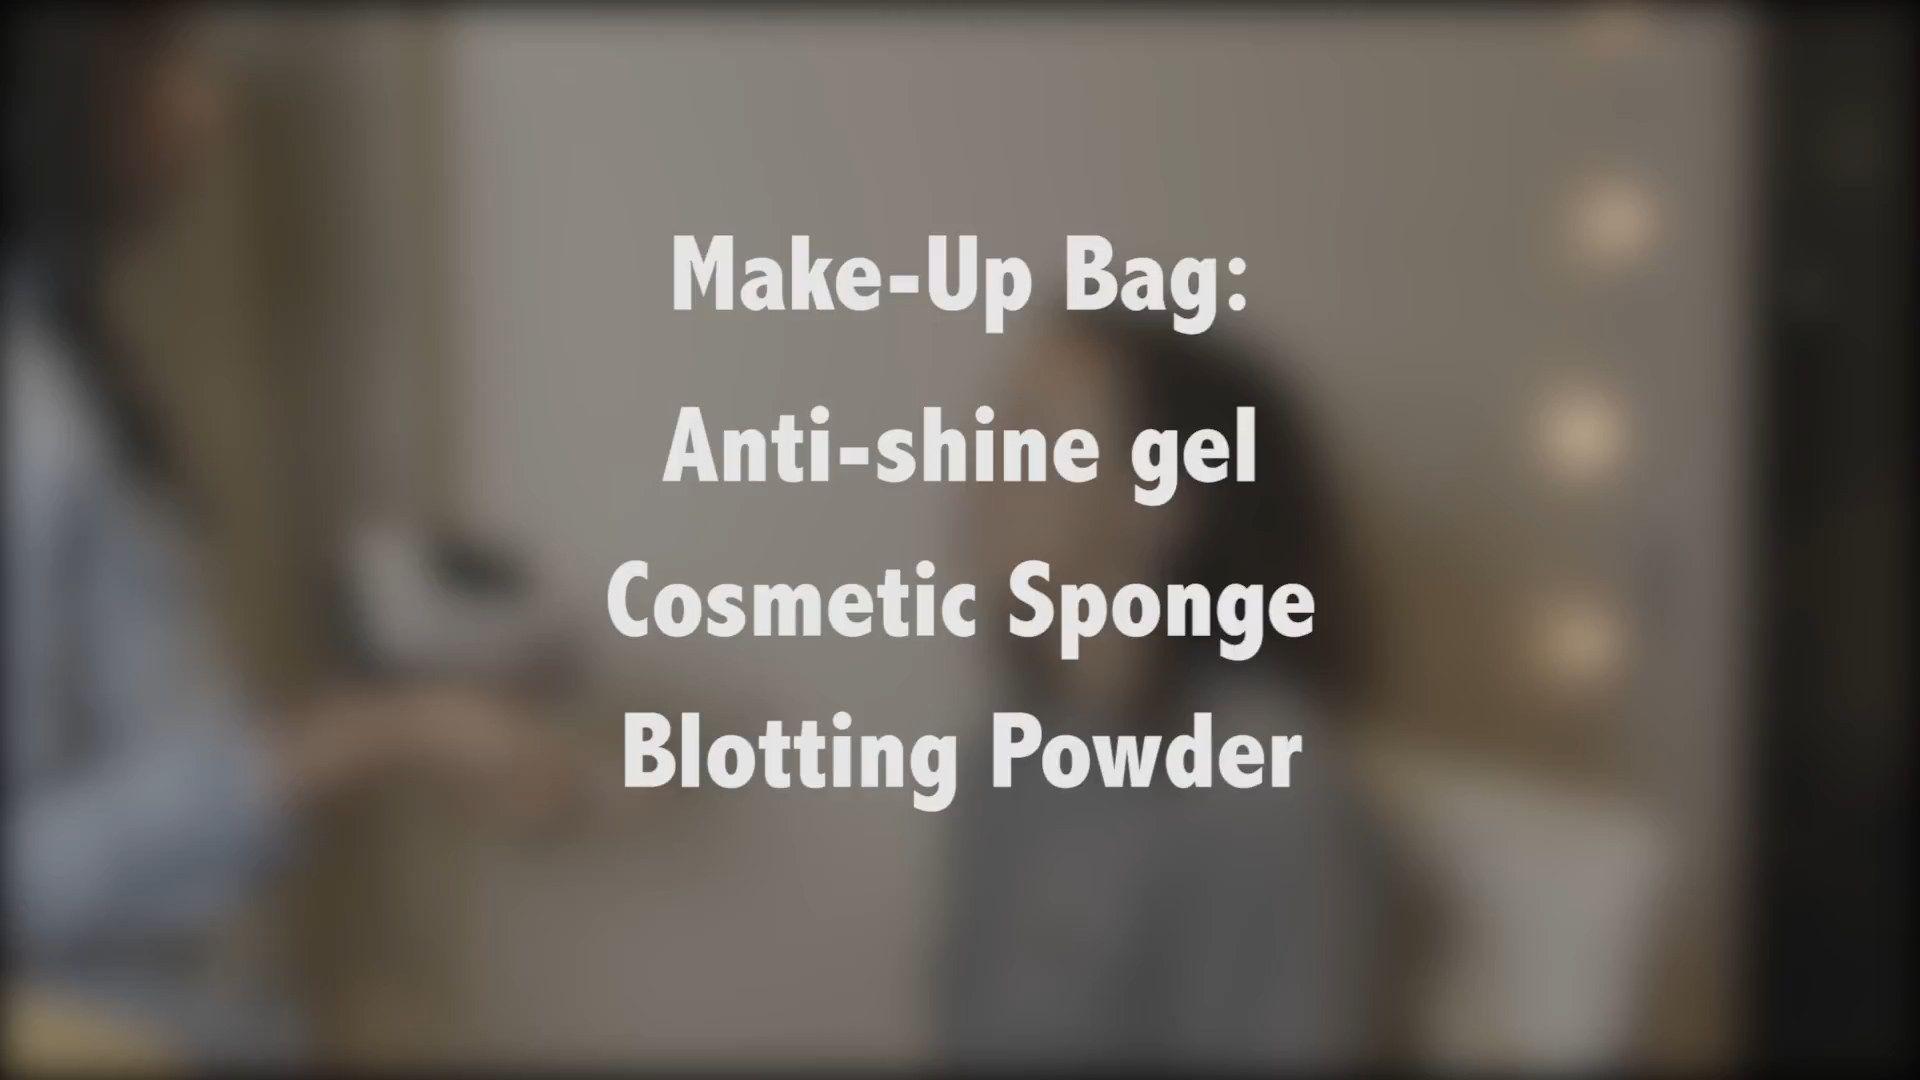 Make-Up Bag:
Anti-shine gel
Cosmetic Sponge
Blotting Powder